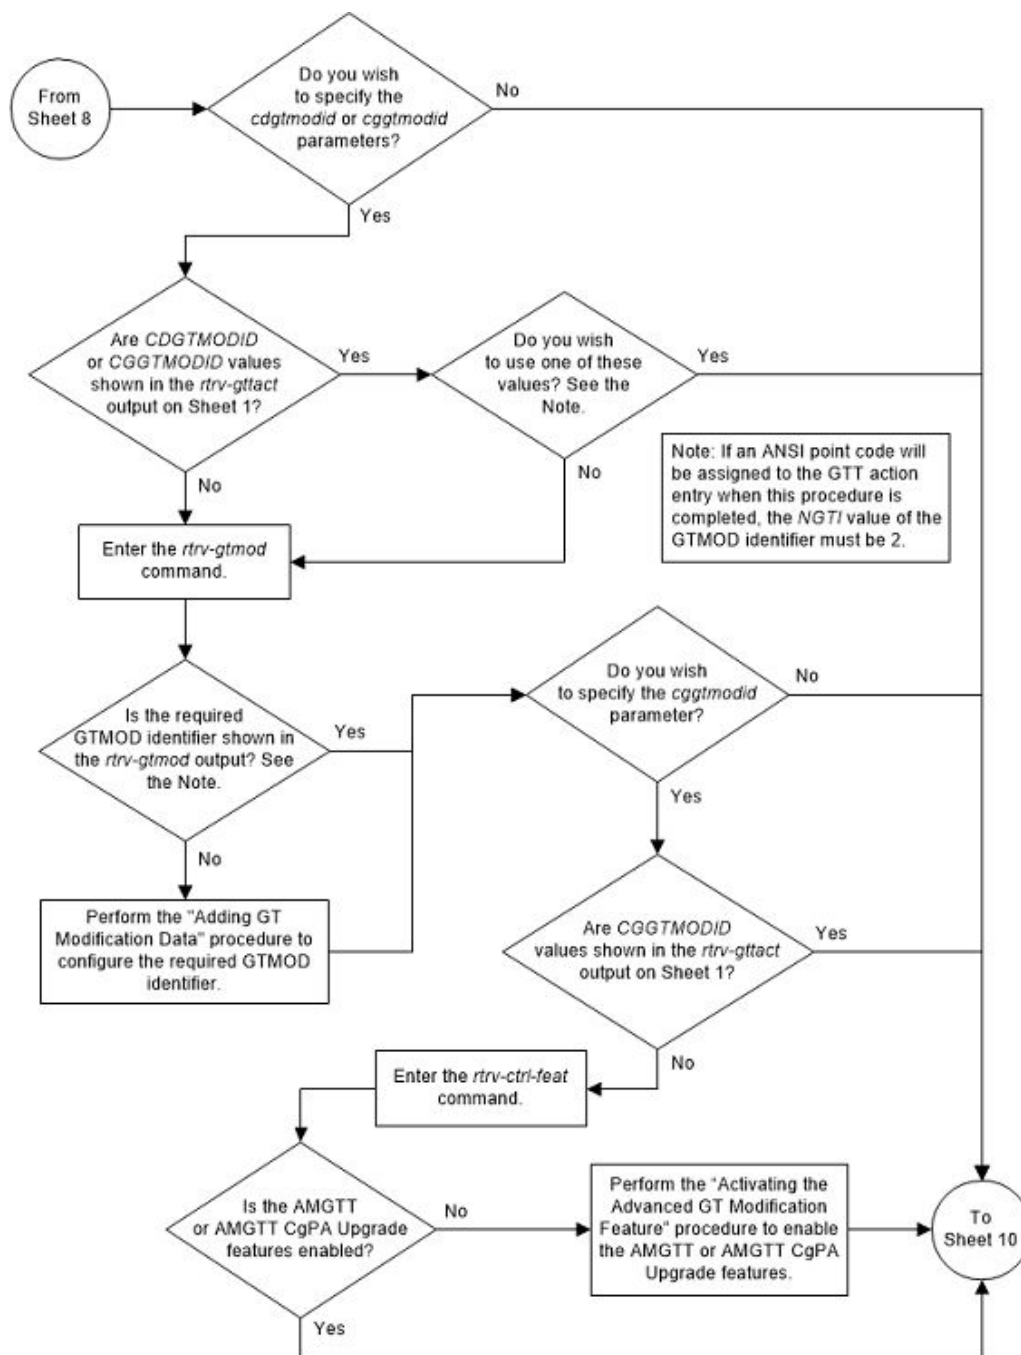 From
Sheet 8
Do you wish
to specify the
cdgtmodid or cggtmodid
parameters?
No
Yes
Are CDGTMODID
or CGGTMODID values
shown in the rtrv-gttact
output on Sheet 1?
Yes
Do you wish
to use one of these
values? See the
Note.
Yes
No
No
Note: If an ANSI point code will
be assigned to the GTT action
entry when this procedure is
completed, the NGTI value of the
GTMOD identifier must be 2.
Enter the rtrv-gtmod
command.
Is the required
GTMOD identifier shown in
the rtrv-gtmod output? See
the Note.
Yes
No
Do you wish
to specify the cggtmodid
parameter?
No
Yes
Perform the "Adding GT
Modification Data" procedure to
configure the required GTMOD
identifier.
Are CGGTMODID
values shown in the rtrv-gttact
output on Sheet 1?
Yes
No
Enter the rtrv-ctrl-feat
command.
Is the AMGTT
or AMGTT CgPA Upgrade
features enabled?
No
Yes
Perform the "Activating the
Advanced GT Modification
Feature" procedure to enable
the AMGTT or AMGTT CgPA
Upgrade features.
To
Sheet 10